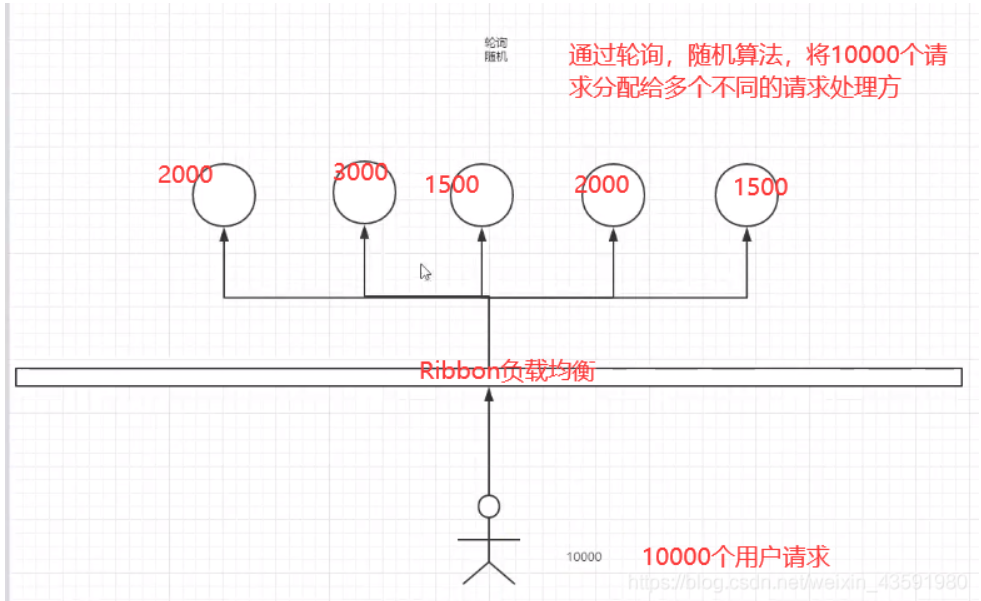 轮询
随机
通过轮询，随机算法，将10000个请
求分配给多个不同的请求处理方
2000
3000
1500
2000
1500
Ribbon负载均衡
10000
10000个用户请求
https://blog.csdn.net/weixin_43591980